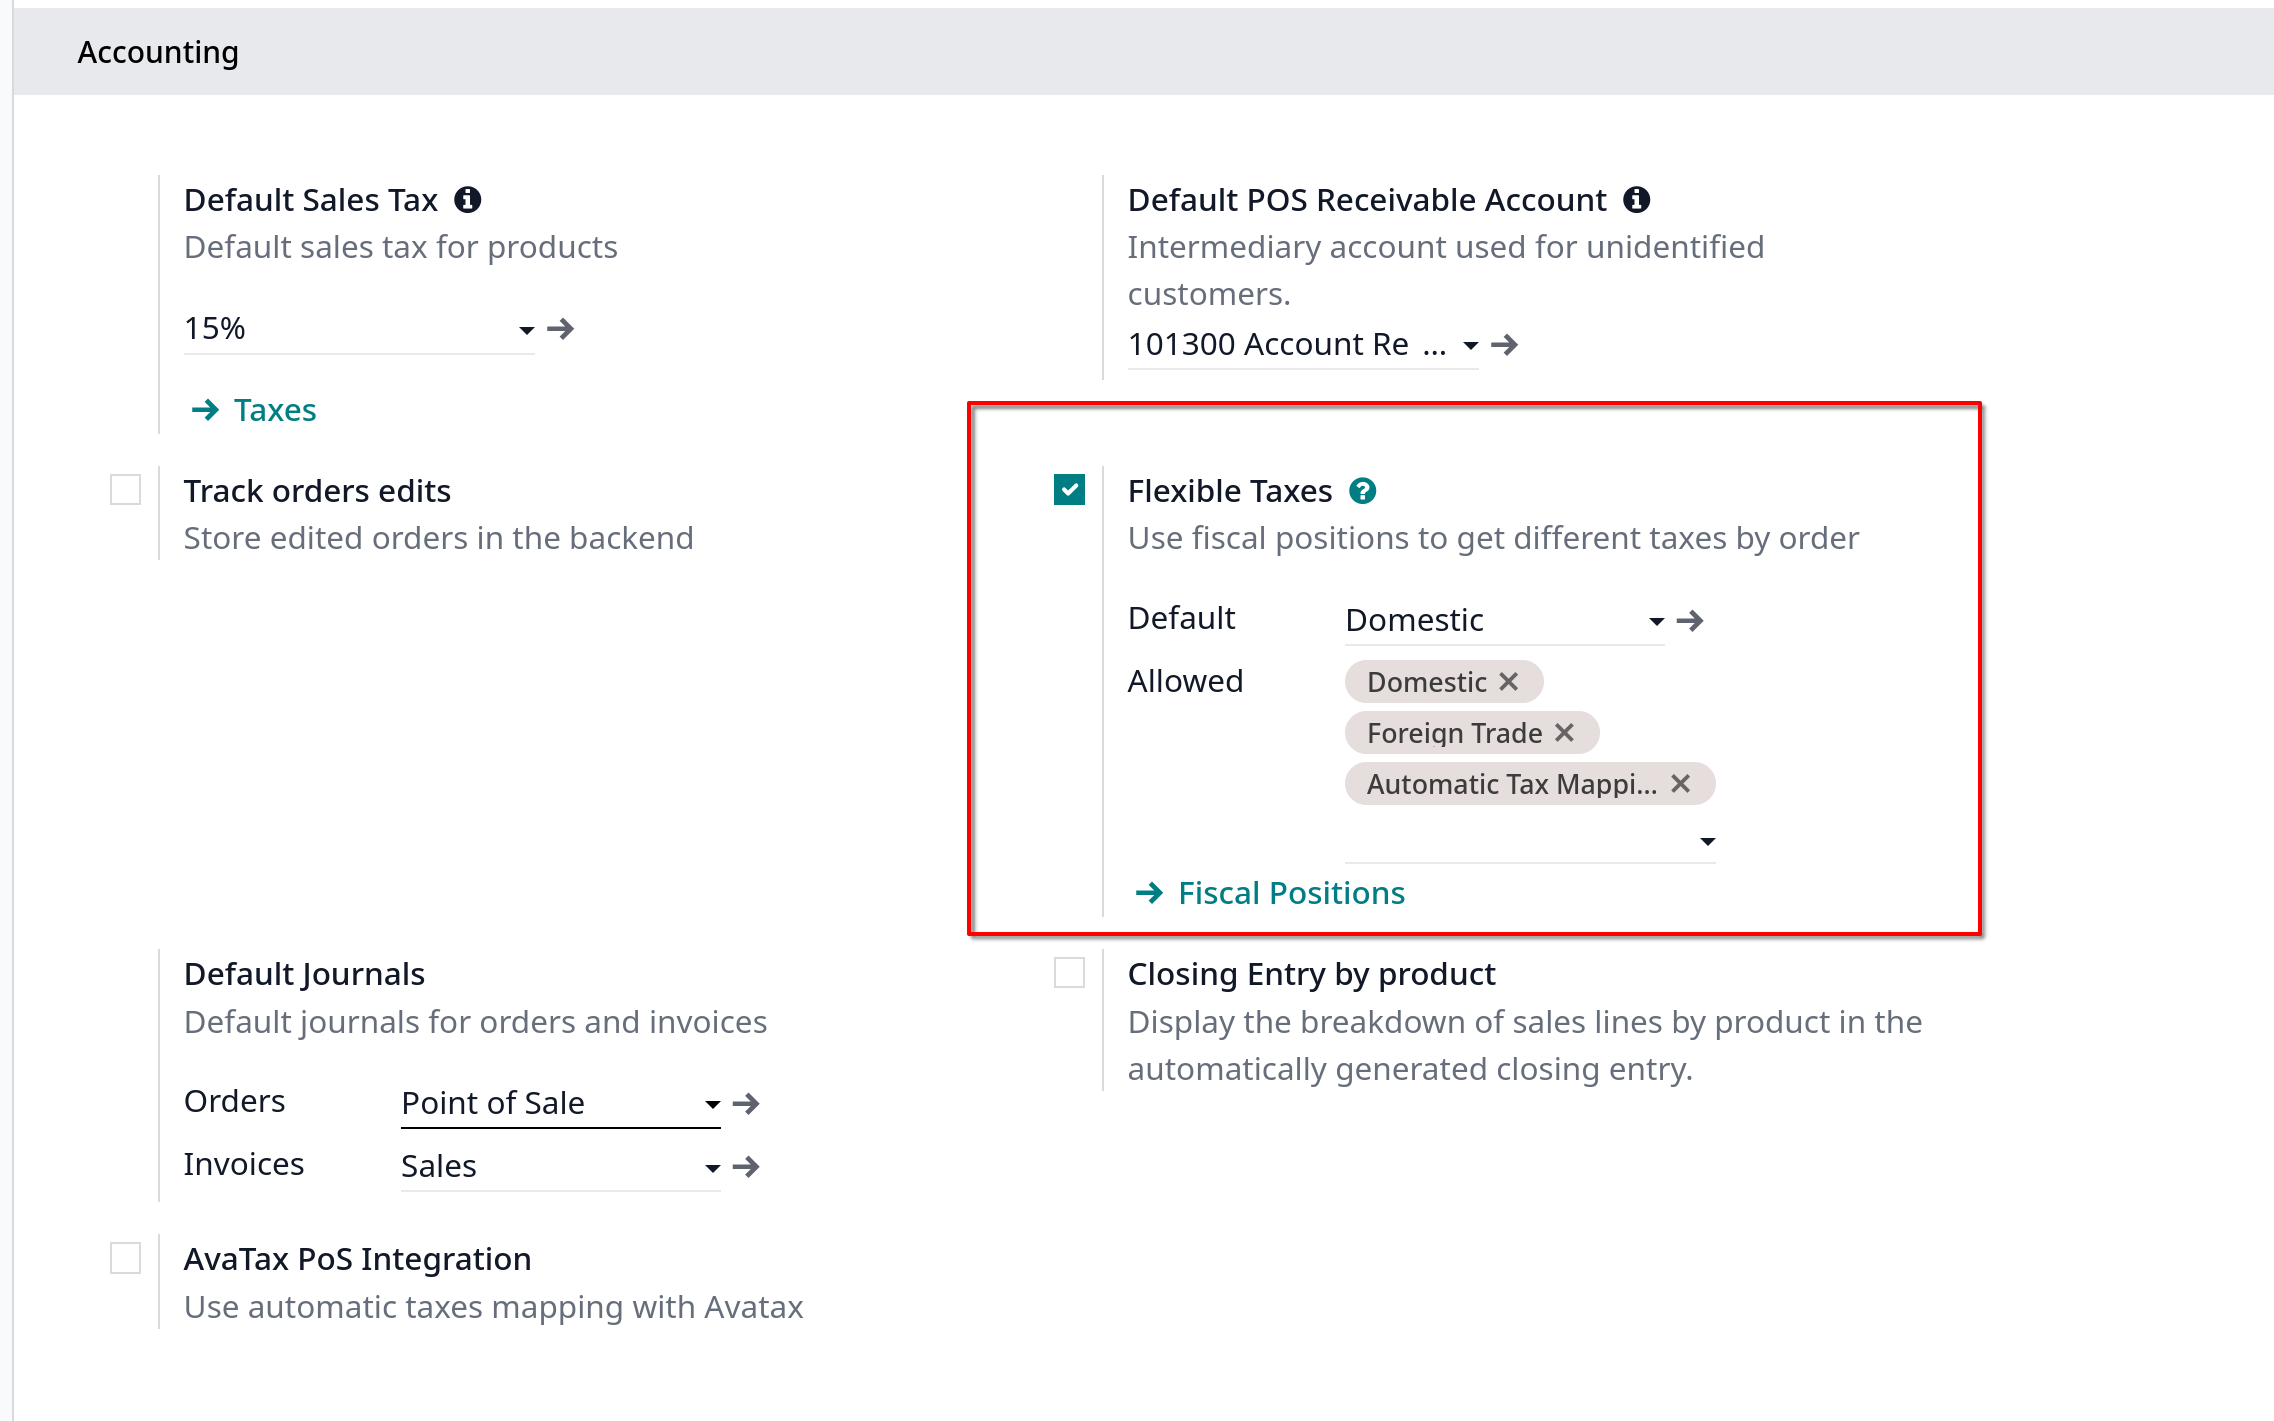 Accounting
Default Sales Tax
Default sales tax for products
15%
Taxes
Default POS Receivable Account
Intermediary account used for unidentified
customers.
101300 Account Re ...
Track orders edits
Store edited orders in the backend
Flexible Taxes
Use fiscal positions to get different taxes by order
Default Domestic
Allowed Domestic
Foreign Trade
Automatic Tax Mappi...
Fiscal Positions
Default Journals
Default journals for orders and invoices
Orders Point of Sale
Invoices Sales
Closing Entry by product
Display the breakdown of sales lines by product in the
automatically generated closing entry.
AvaTax PoS Integration
Use automatic taxes mapping with Avatax